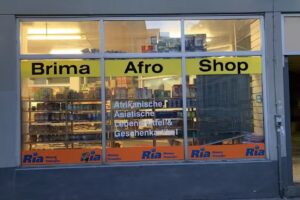 Brima Afro Shop
Afrikanische
Asiatische
Lebensmittel &
Geschenkartikel
Ria Ria Ria Ria Ria